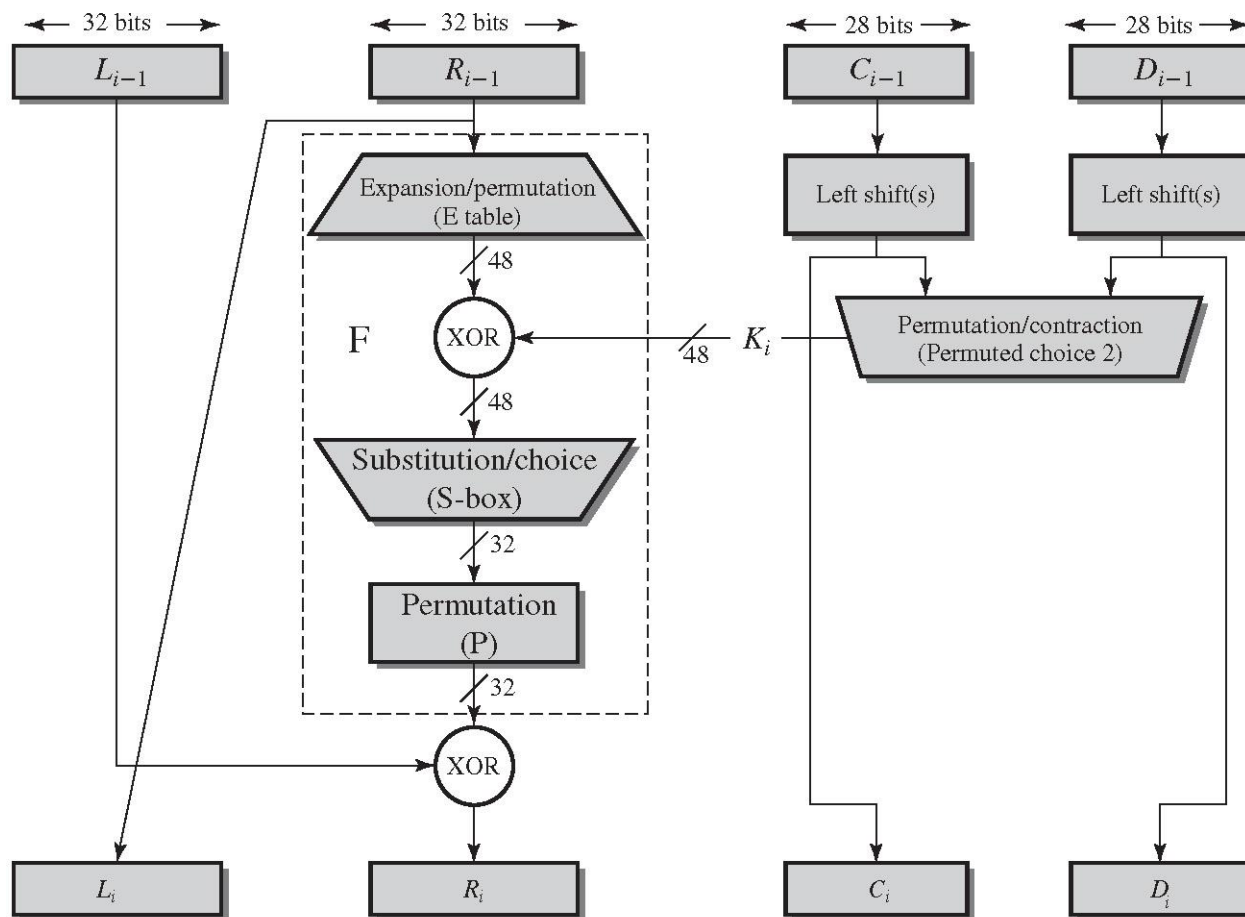 32 bits
32 bits
28 bits
28 bits
L_{i-1}
R_{i-1}
C_{i-1}
D_{i-1}
Expansion/permutation
(E table)
Left shift(s)
Left shift(s)
48
F
XOR
48
K_i
Permutation/contraction
(Permuted choice 2)
48
Substitution/choice
(S-box)
32
Permutation
(P)
32
XOR
L_i
R_i
C_i
D_i